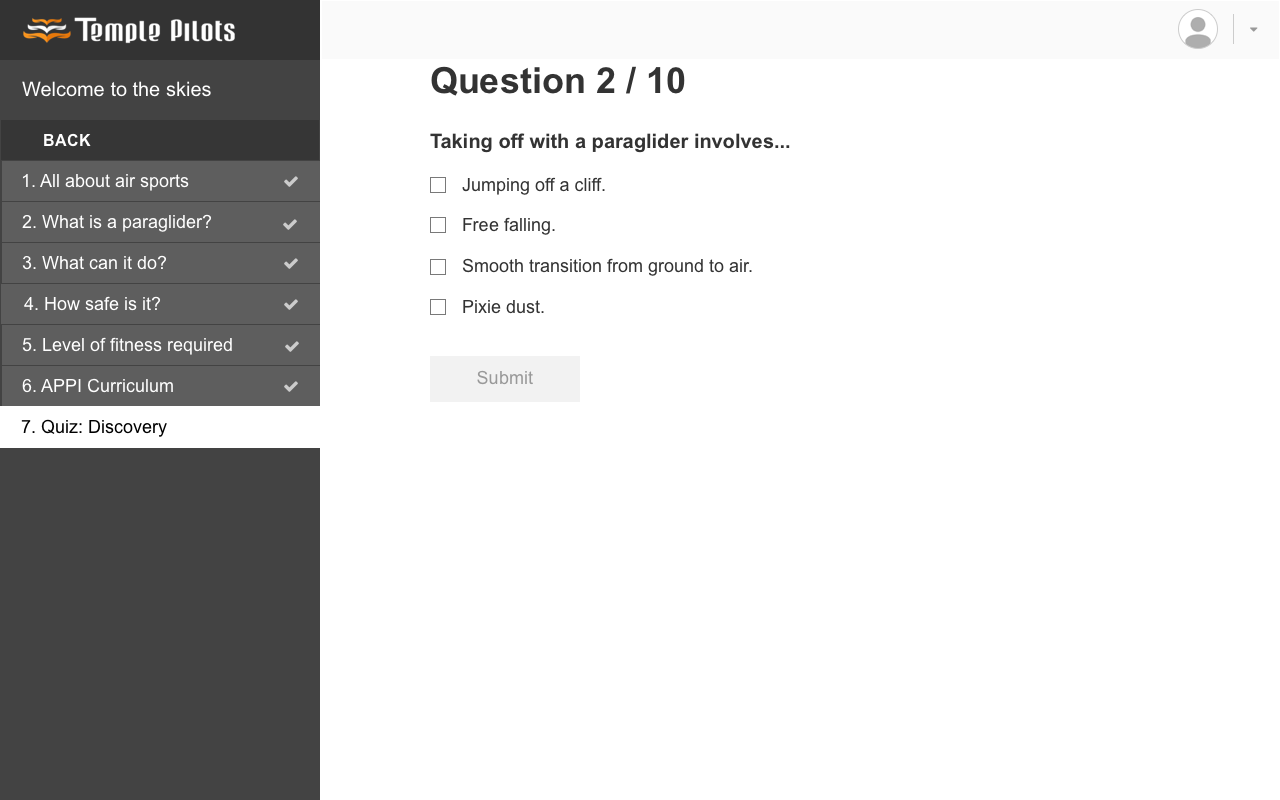 Temple Pilots
Welcome to the skies
BACK
1. All about air sports
2. What is a paraglider?
3. What can it do?
4. How safe is it?
5. Level of fitness required
6. APPI Curriculum
7. Quiz: Discovery
Question 2 / 10
Taking off with a paraglider involves...
Jumping off a cliff.
Free falling.
Smooth transition from ground to air.
Pixie dust.
Submit